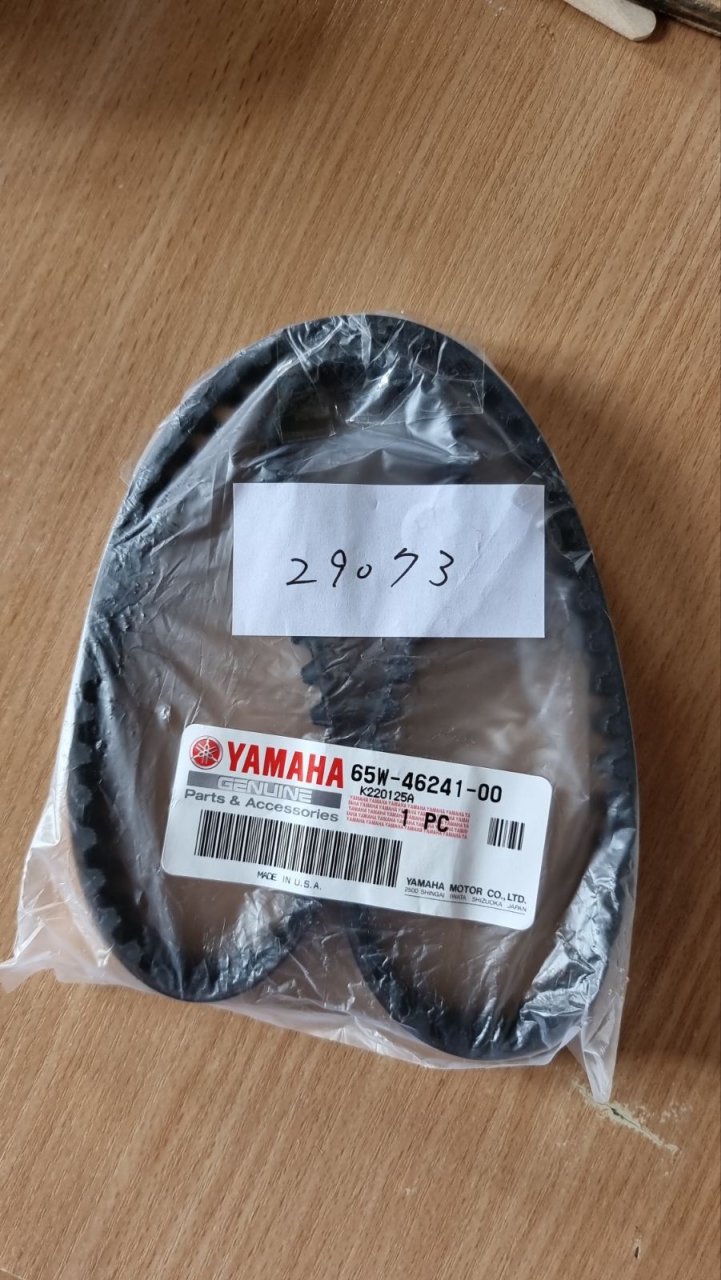 29073
YAMAHA
GENUINE
Parts & Accessories
65W-46241-00
K220125A
1 PC
MADE IN U.S.A.
YAMAHA MOTOR CO., LTD.
2500 SHINGAI IWATA SHIZUOKA JAPAN